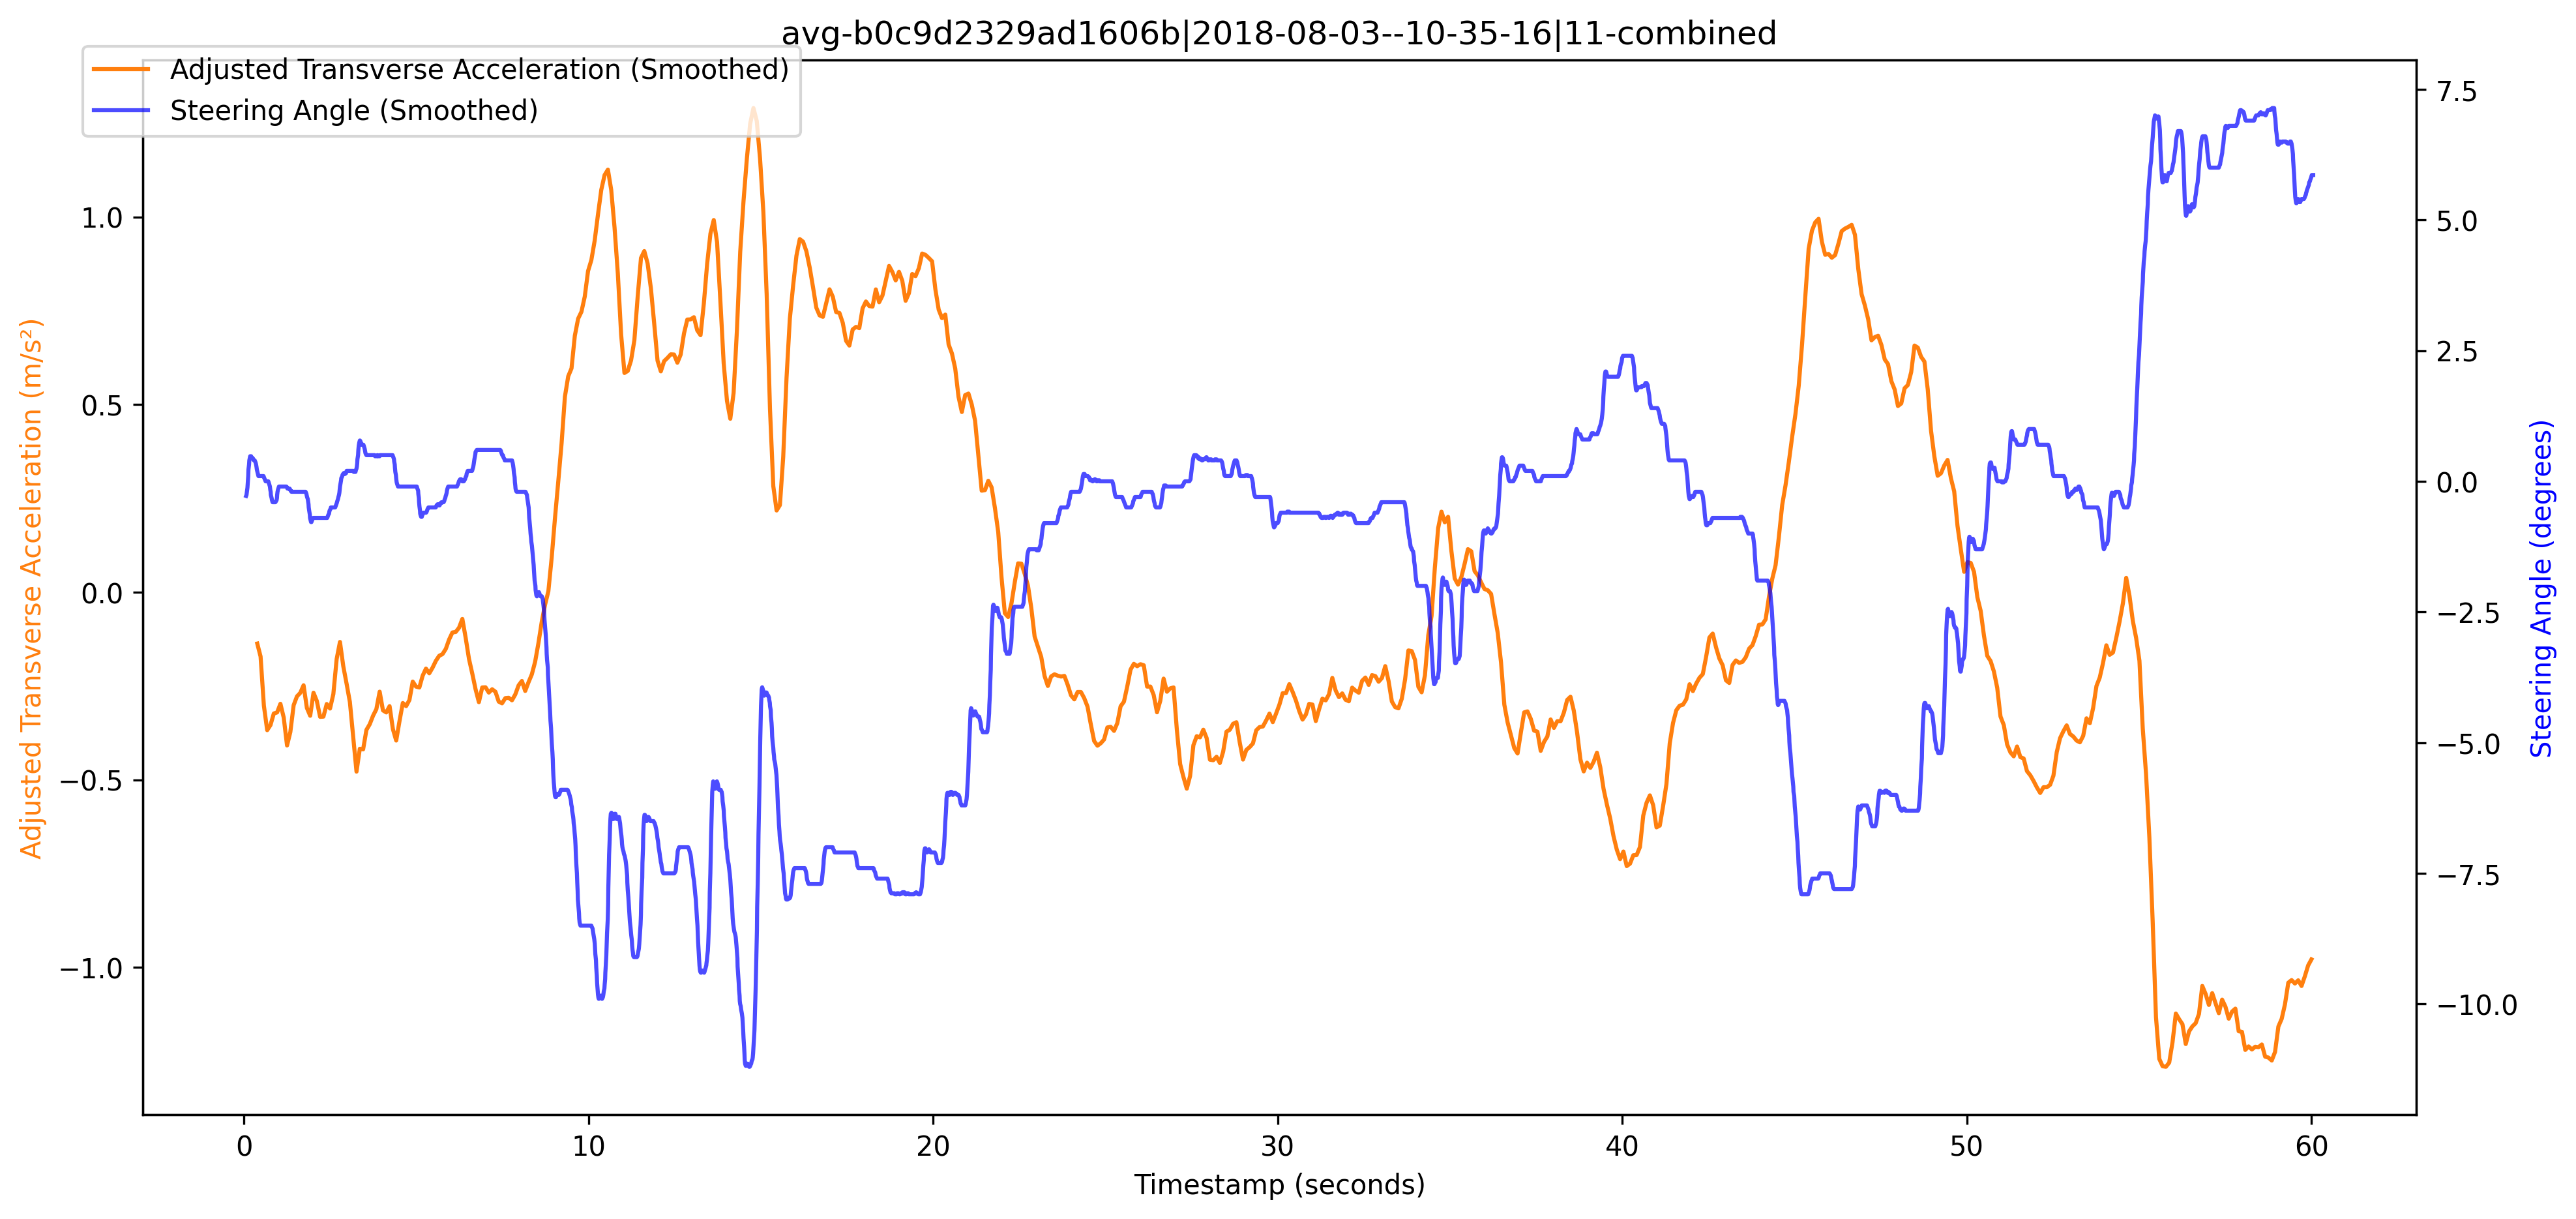 avg-b0c9d2329ad1606b|2018-08-03--10-35-16|11-combined
Adjusted Transverse Acceleration (Smoothed)
Steering Angle (Smoothed)
Adjusted Transverse Acceleration (m/s²)
1.0
0.5
0.0
−0.5
−1.0
7.5
5.0
2.5
0.0
−2.5
−5.0
−7.5
−10.0
Steering Angle (degrees)
0 10 20 30 40 50 60
Timestamp (seconds)